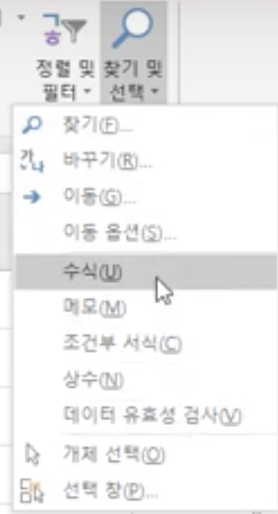 정렬 및 찾기 및
필터 선택
찾기(F)...
바꾸기(R)...
이동(G)...
이동 옵션(S)...
수식(U)
메모(M)
조건부 서식(C)
상수(N)
데이터 유효성 검사(V)
개체 선택(O)
선택 창(P)...